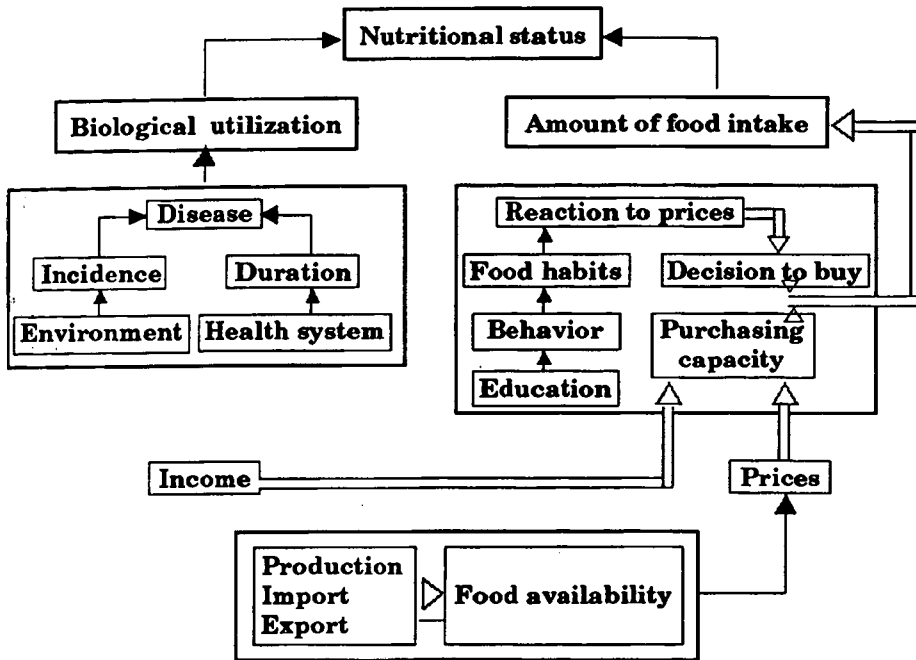 Nutritional status
Biological utilization
Amount of food intake
Disease
Incidence
Duration
Environment
Health system
Reaction to prices
Food habits
Decision to buy
Behavior
Purchasing
capacity
Education
Income
Prices
Production
Import
Export
Food availability